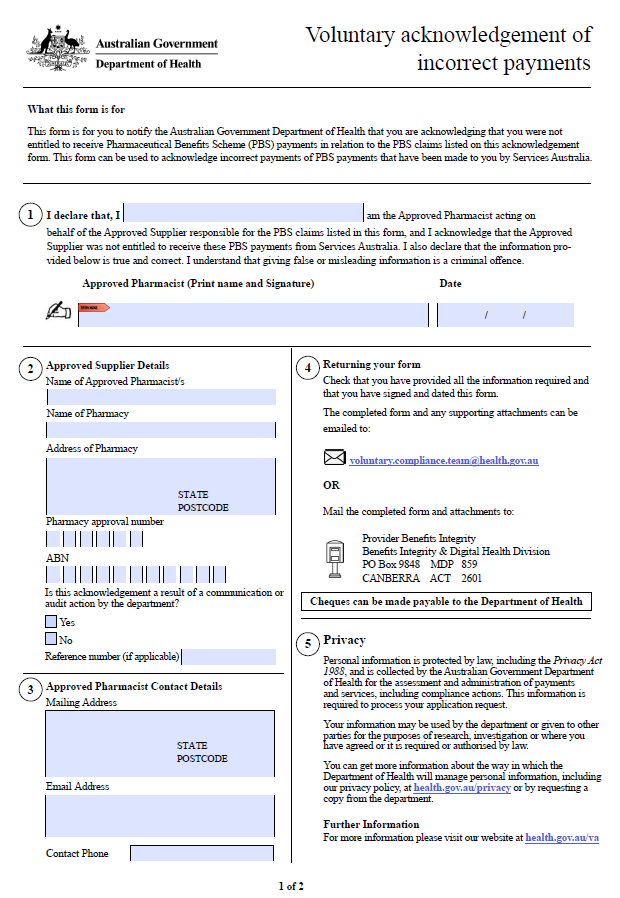 Australian Government
Department of Health
Voluntary acknowledgement of
incorrect payments
What this form is for
This form is for you to notify the Australian Government Department of Health that you are acknowledging that you were not
entitled to receive Pharmaceutical Benefits Scheme (PBS) payments in relation to the PBS claims listed on this acknowledgement
form. This form can be used to acknowledge incorrect payments of PBS payments that have been made to you by Services Australia.
1 I declare that, I am the Approved Pharmacist acting on
behalf of the Approved Supplier responsible for the PBS claims listed in this form, and I acknowledge that the Approved
Supplier was not entitled to receive these PBS payments from Services Australia. I also declare that the information pro-
vided below is true and correct. I understand that giving false or misleading information is a criminal offence.
Approved Pharmacist (Print name and Signature) Date
/ /
2 Approved Supplier Details
Name of Approved Pharmacist/s
Name of Pharmacy
Address of Pharmacy
STATE
POSTCODE
Pharmacy approval number
ABN
Is this acknowledgement a result of a communication or
audit action by the department?
Yes
No
Reference number (if applicable)
3 Approved Pharmacist Contact Details
Mailing Address
STATE
POSTCODE
Email Address
Contact Phone
4 Returning your form
Check that you have provided all the information required and
that you have signed and dated this form.
The completed form and any supporting attachments can be
emailed to:
voluntary.compliance.team@health.gov.au
OR
Mail the completed form and attachments to:
Provider Benefits Integrity
Benefits Integrity & Digital Health Division
PO Box 9848 MDP 859
CANBERRA ACT 2601
Cheques can be made payable to the Department of Health
5 Privacy
Personal information is protected by law, including the Privacy Act
1988, and is collected by the Australian Government Department
of Health for the assessment and administration of payments
and services, including compliance actions. This information is
required to process your application request.
Your information may be used by the department or given to other
parties for the purposes of research, investigation or where you
have agreed or it is required or authorised by law.
You can get more information about the way in which the
Department of Health will manage personal information, including
our privacy policy, at health.gov.au/privacy or by requesting a
copy from the department.
Further Information
For more information please visit our website at health.gov.au/va
1 of 2